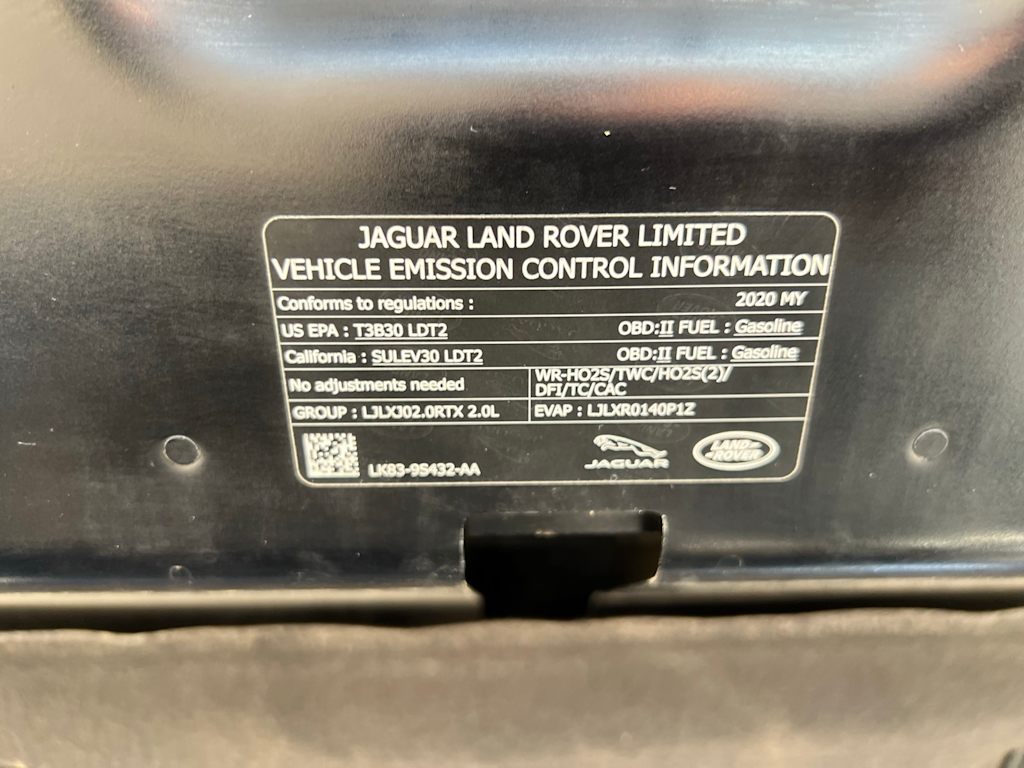 JAGUAR LAND ROVER LIMITED
VEHICLE EMISSION CONTROL INFORMATION
Conforms to regulations : 2020 MY
US EPA : T3B30 LDT2 OBD:II FUEL : Gasoline
California : SULEV30 LDT2 OBD:II FUEL : Gasoline
No adjustments needed
WR-HO2S/TWC/HO2S(2)/
DFI/TC/CAC
GROUP : LJLXJ02.0RTX 2.0L EVAP : LJLXR0140P1Z
LK83-9S432-AA
JAGUAR
LAND
ROVER